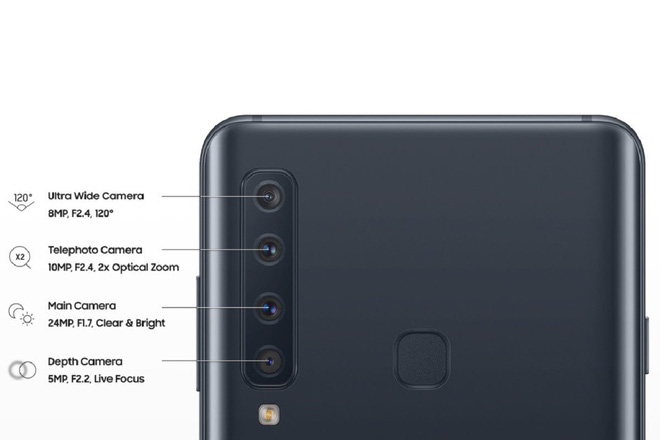 120°
Ultra Wide Camera
8MP, F2.4, 120°
X2
Telephoto Camera
10MP, F2.4, 2x Optical Zoom
Main Camera
24MP, F1.7, Clear & Bright
Depth Camera
5MP, F2.2, Live Focus